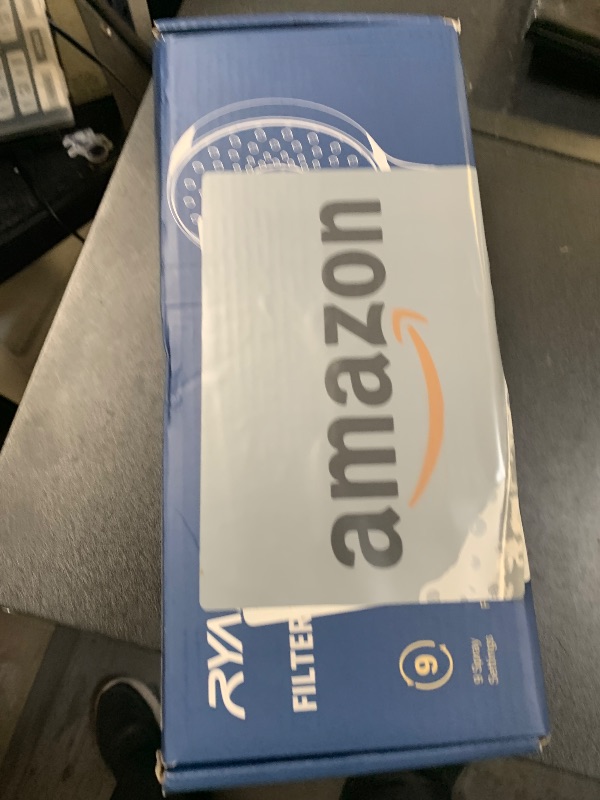 amazon
RYA
FILTER
9
9-Spray
Settings